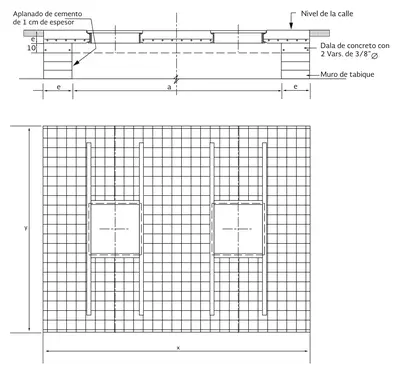 Aplanado de cemento
de 1 cm de espesor
Nivel de la calle
e
10
Dala de concreto con
2 Vars. de 3/8"∅
Muro de tabique
e
a
e
y
x